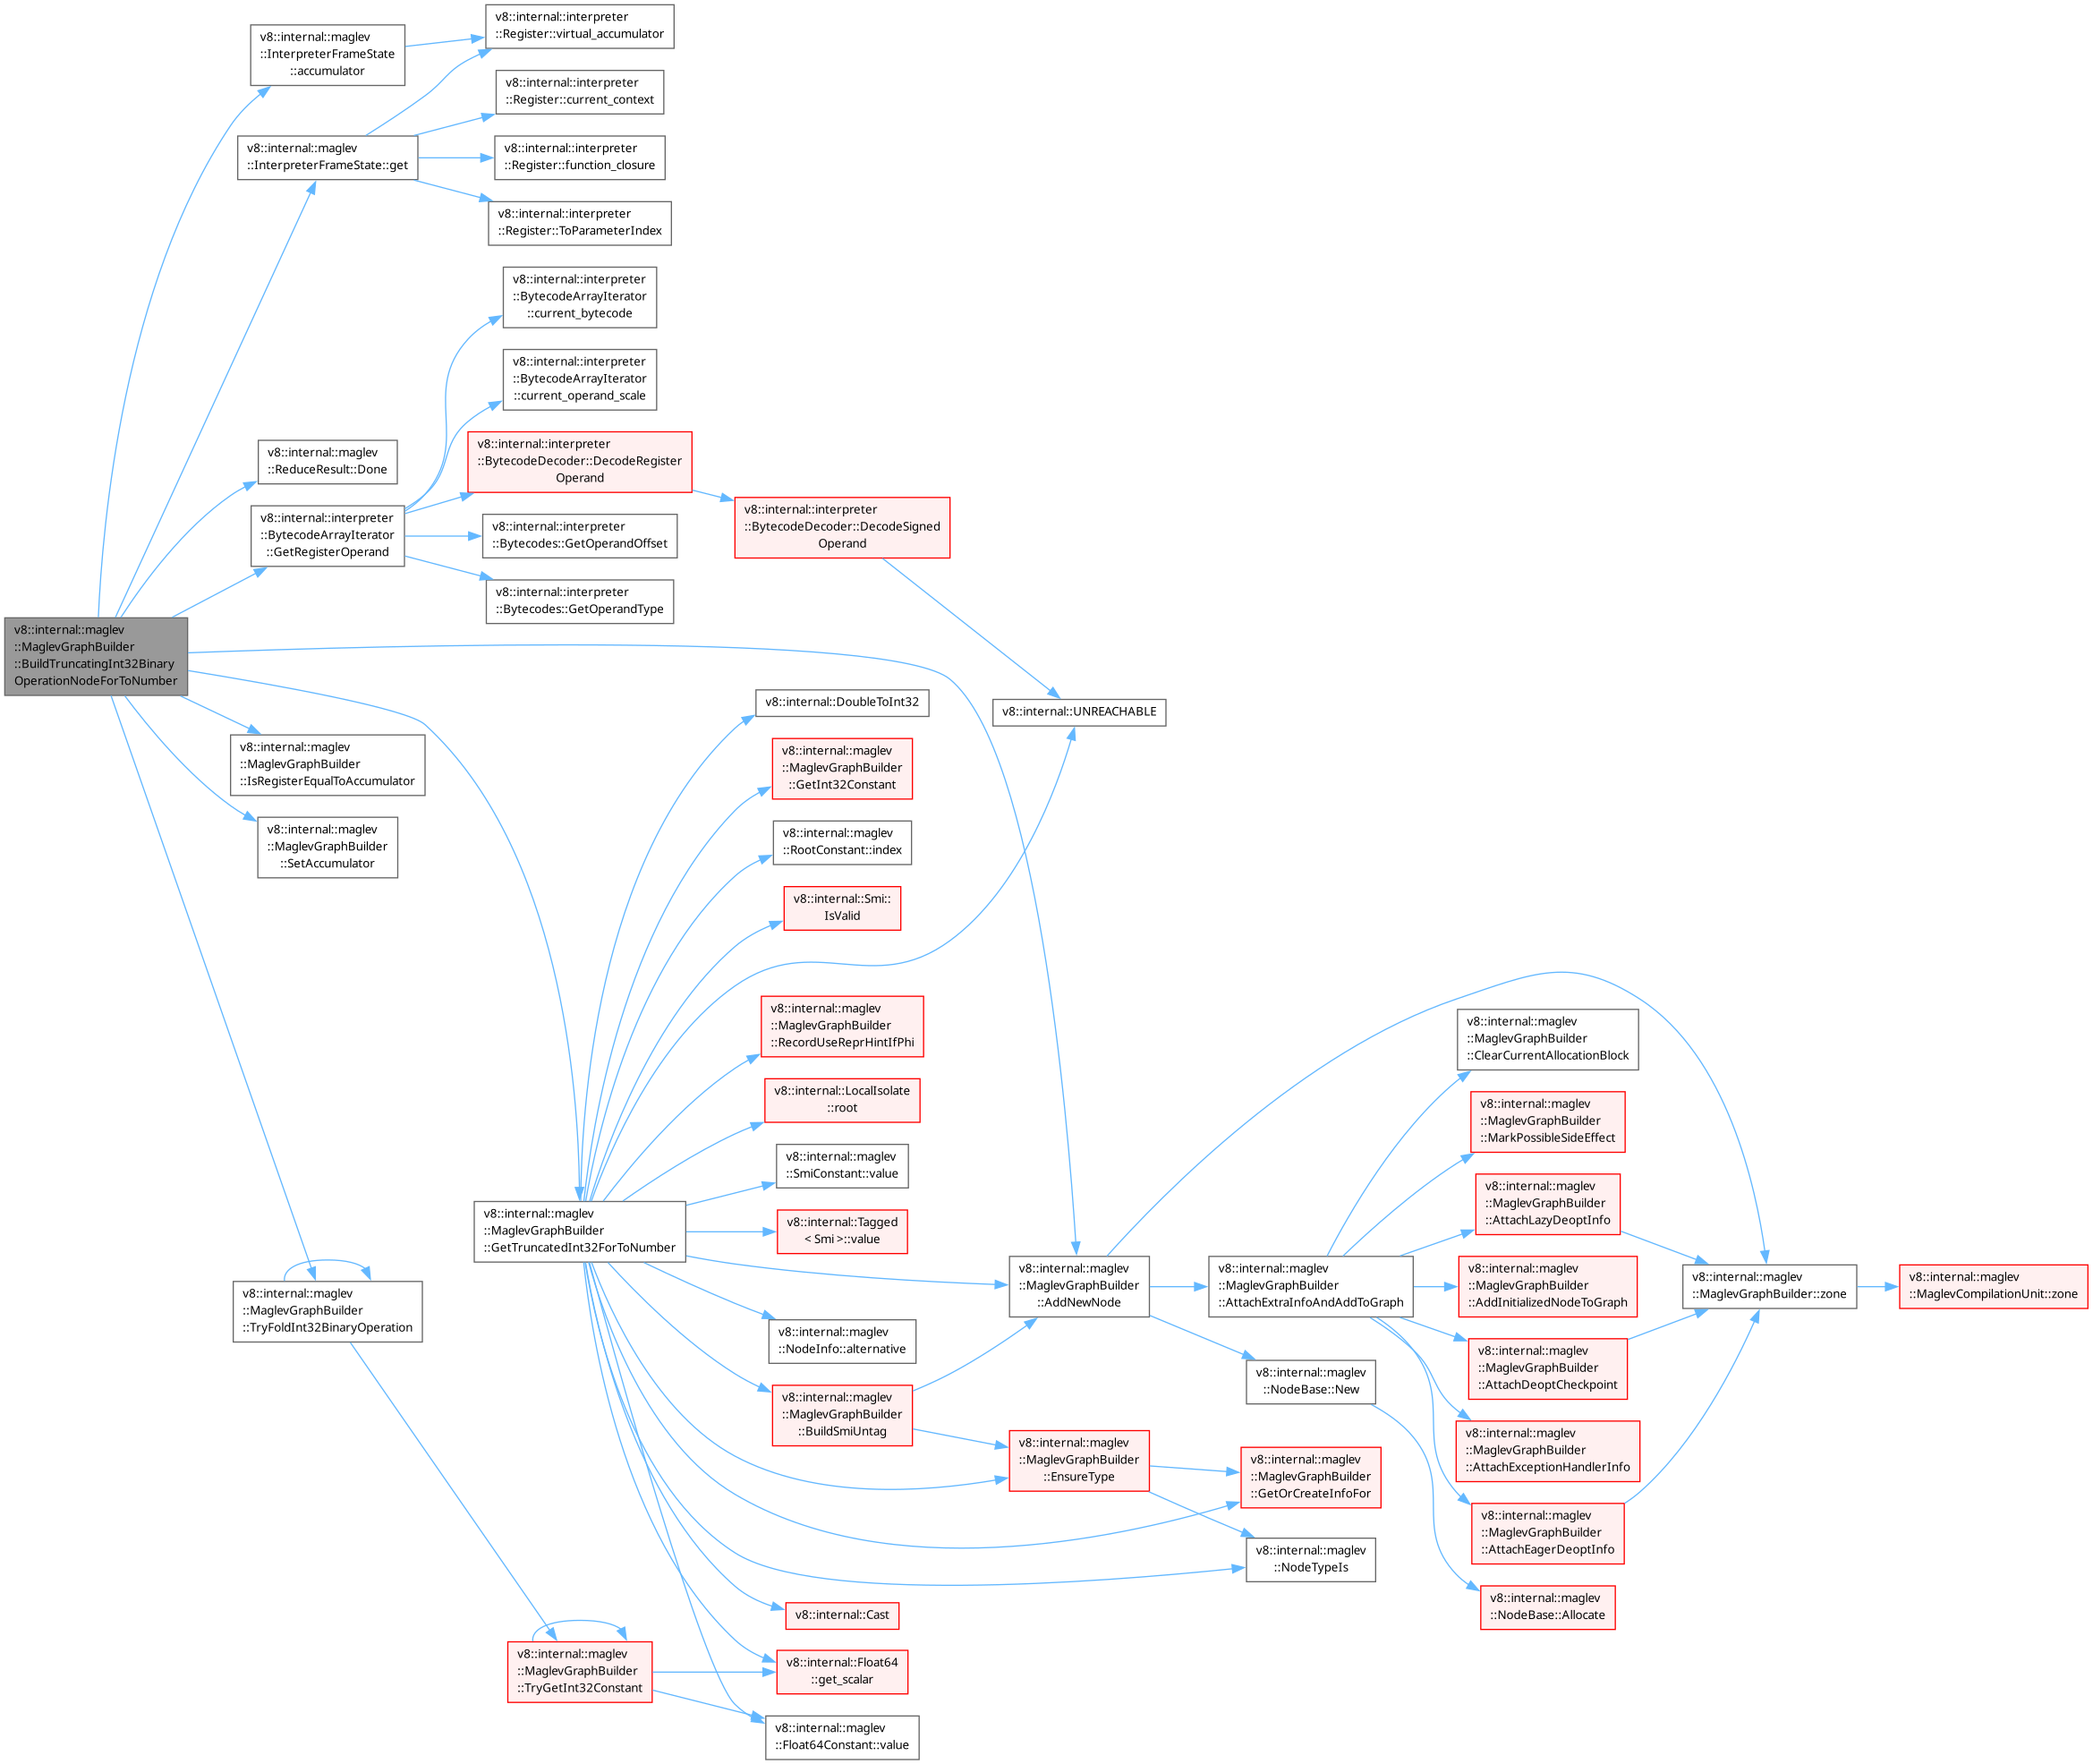 v8::internal::maglev
::MaglevGraphBuilder
::BuildTruncatingInt32Binary
OperationNodeForToNumber
v8::internal::maglev
::InterpreterFrameState
::accumulator
v8::internal::interpreter
::Register::virtual_accumulator
v8::internal::maglev
::InterpreterFrameState::get
v8::internal::interpreter
::Register::current_context
v8::internal::interpreter
::Register::function_closure
v8::internal::interpreter
::Register::ToParameterIndex
v8::internal::maglev
::ReduceResult::Done
v8::internal::interpreter
::BytecodeArrayIterator
::GetRegisterOperand
v8::internal::interpreter
::BytecodeArrayIterator
::current_bytecode
v8::internal::interpreter
::BytecodeArrayIterator
::current_operand_scale
v8::internal::interpreter
::BytecodeDecoder::DecodeRegister
Operand
v8::internal::interpreter
::Bytecodes::GetOperandOffset
v8::internal::interpreter
::Bytecodes::GetOperandType
v8::internal::interpreter
::BytecodeDecoder::DecodeSigned
Operand
v8::internal::UNREACHABLE
v8::internal::maglev
::MaglevGraphBuilder
::IsRegisterEqualToAccumulator
v8::internal::maglev
::MaglevGraphBuilder
::SetAccumulator
v8::internal::maglev
::MaglevGraphBuilder
::GetTruncatedInt32ForToNumber
v8::internal::DoubleToInt32
v8::internal::maglev
::MaglevGraphBuilder
::GetInt32Constant
v8::internal::maglev
::RootConstant::index
v8::internal::Smi::
IsValid
v8::internal::maglev
::MaglevGraphBuilder
::RecordUseReprHintIfPhi
v8::internal::LocalIsolate
::root
v8::internal::maglev
::SmiConstant::value
v8::internal::Tagged
< Smi >::value
v8::internal::maglev
::NodeInfo::alternative
v8::internal::maglev
::MaglevGraphBuilder
::BuildSmiUntag
v8::internal::maglev
::MaglevGraphBuilder
::AddNewNode
v8::internal::maglev
::MaglevGraphBuilder
::EnsureType
v8::internal::maglev
::MaglevGraphBuilder
::AttachExtraInfoAndAddToGraph
v8::internal::maglev
::NodeBase::New
v8::internal::maglev
::MaglevGraphBuilder
::GetOrCreateInfoFor
v8::internal::maglev
::NodeTypeIs
v8::internal::maglev
::MaglevGraphBuilder
::ClearCurrentAllocationBlock
v8::internal::maglev
::MaglevGraphBuilder
::MarkPossibleSideEffect
v8::internal::maglev
::MaglevGraphBuilder
::AttachLazyDeoptInfo
v8::internal::maglev
::MaglevGraphBuilder
::AddInitializedNodeToGraph
v8::internal::maglev
::MaglevGraphBuilder
::AttachDeoptCheckpoint
v8::internal::maglev
::MaglevGraphBuilder
::AttachExceptionHandlerInfo
v8::internal::maglev
::MaglevGraphBuilder
::AttachEagerDeoptInfo
v8::internal::maglev
::NodeBase::Allocate
v8::internal::maglev
::MaglevGraphBuilder::zone
v8::internal::maglev
::MaglevCompilationUnit::zone
v8::internal::maglev
::MaglevGraphBuilder
::TryFoldInt32BinaryOperation
v8::internal::maglev
::MaglevGraphBuilder
::TryGetInt32Constant
v8::internal::Cast
v8::internal::Float64
::get_scalar
v8::internal::maglev
::Float64Constant::value